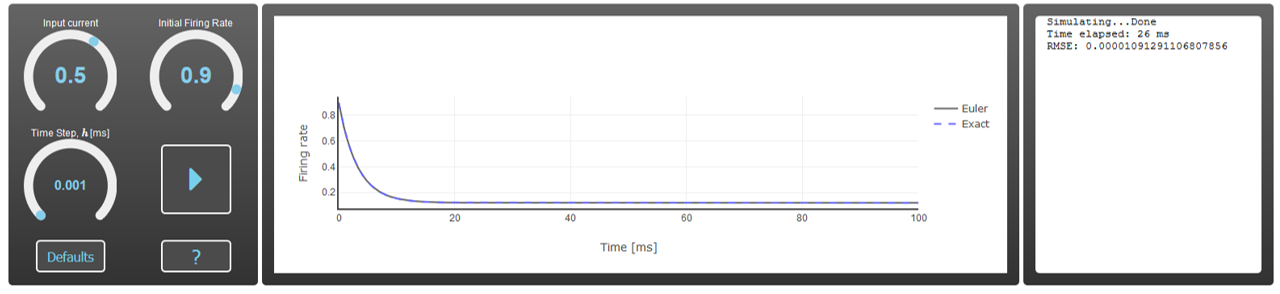 Input current
Initial Firing Rate
0.5
0.9
Time Step, h [ms]
0.001
Defaults
?
Firing rate
0.8
0.6
0.4
0.2
0
20
40
60
80
100
Time [ms]
Euler
Exact
Simulating...Done
Time elapsed: 26 ms
RMSE: 0.00001091291106807856